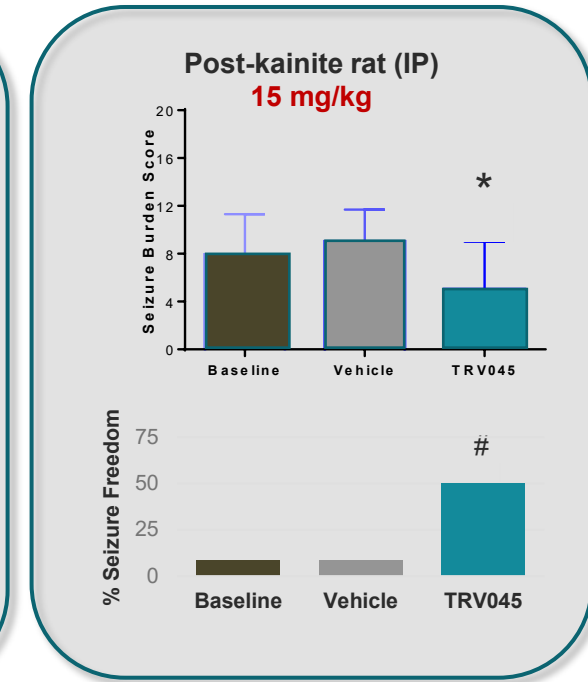 Post-kainite rat (IP)
15 mg/kg
Seizure Burden Score
20
16
12
8
4
0
*
Baseline Vehicle TRV045
% Seizure Freedom
75
50
25
0
#
Baseline Vehicle TRV045